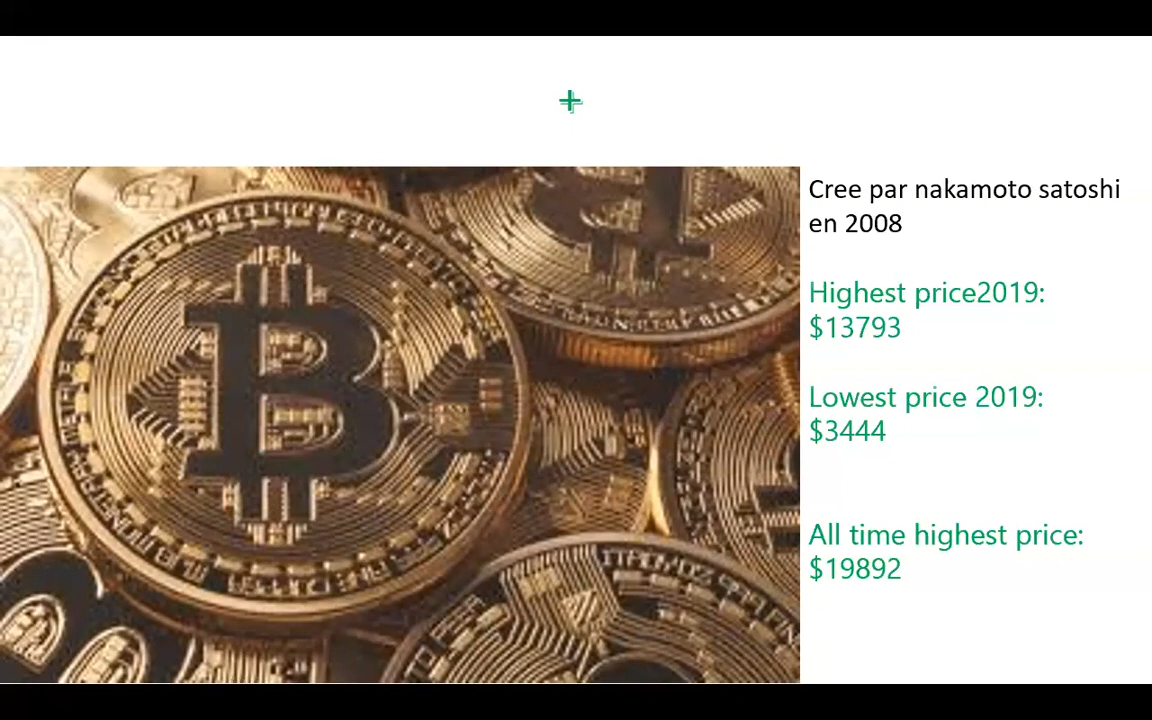 Cree par nakamoto satoshi
en 2008
Highest price2019:
$13793
Lowest price 2019:
$3444
All time highest price:
$19892